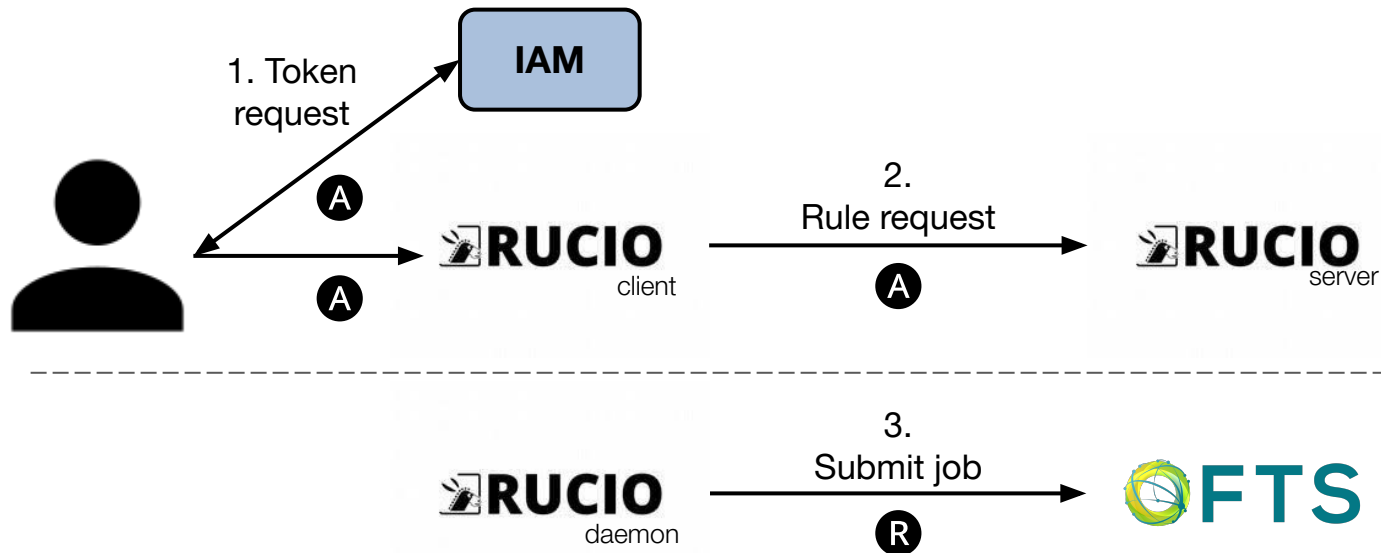 IAM
1. Token
request
A
RUCIO
client
A
2.
Rule request
A
RUCIO
server
RUCIO
daemon
3.
Submit job
R
FTS